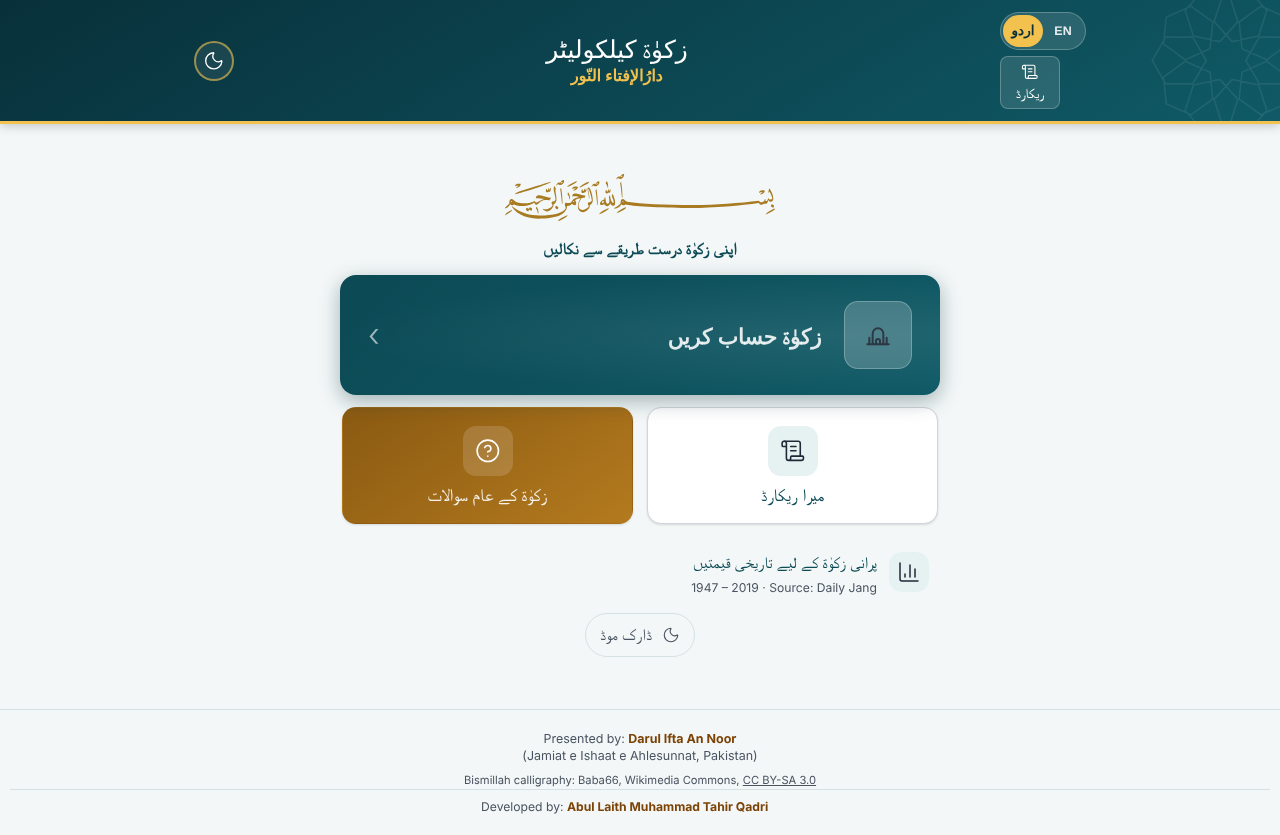 اردو
EN
ریکارڈ
زکوٰۃ کیلکولیٹر
دارُالإفتاء النّور
بِسْمِ اللهِ الرَّحْمٰنِ الرَّحِيْمِ
اپنی زکوٰۃ درست طریقے سے نکالیں
زکوٰۃ حساب کریں
میرا ریکارڈ
زکوٰۃ کے عام سوالات
پرانی زکوٰۃ کے لیے تاریخی قیمتیں
1947 – 2019 · Source: Daily Jang
ڈارک موڈ
Presented by: Darul Ifta An Noor
(Jamiat e Ishaat e Ahlesunnat, Pakistan)
Bismillah calligraphy: Baba66, Wikimedia Commons, CC BY-SA 3.0
Developed by: Abul Laith Muhammad Tahir Qadri